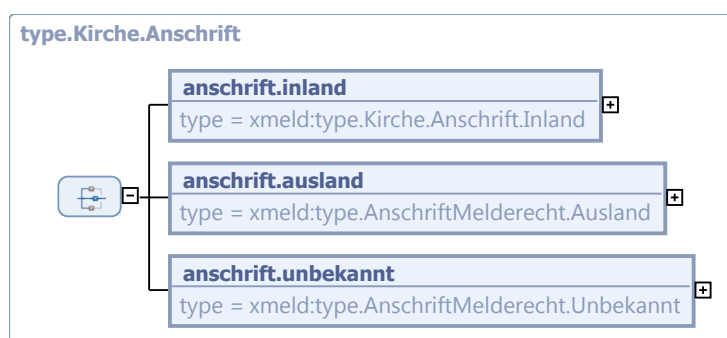 type.Kirche.Anschrift
anschrift.inland
type = xmeld:type.Kirche.Anschrift.Inland
anschrift.ausland
type = xmeld:type.AnschriftMelderecht.Ausland
anschrift.unbekannt
type = xmeld:type.AnschriftMelderecht.Unbekannt